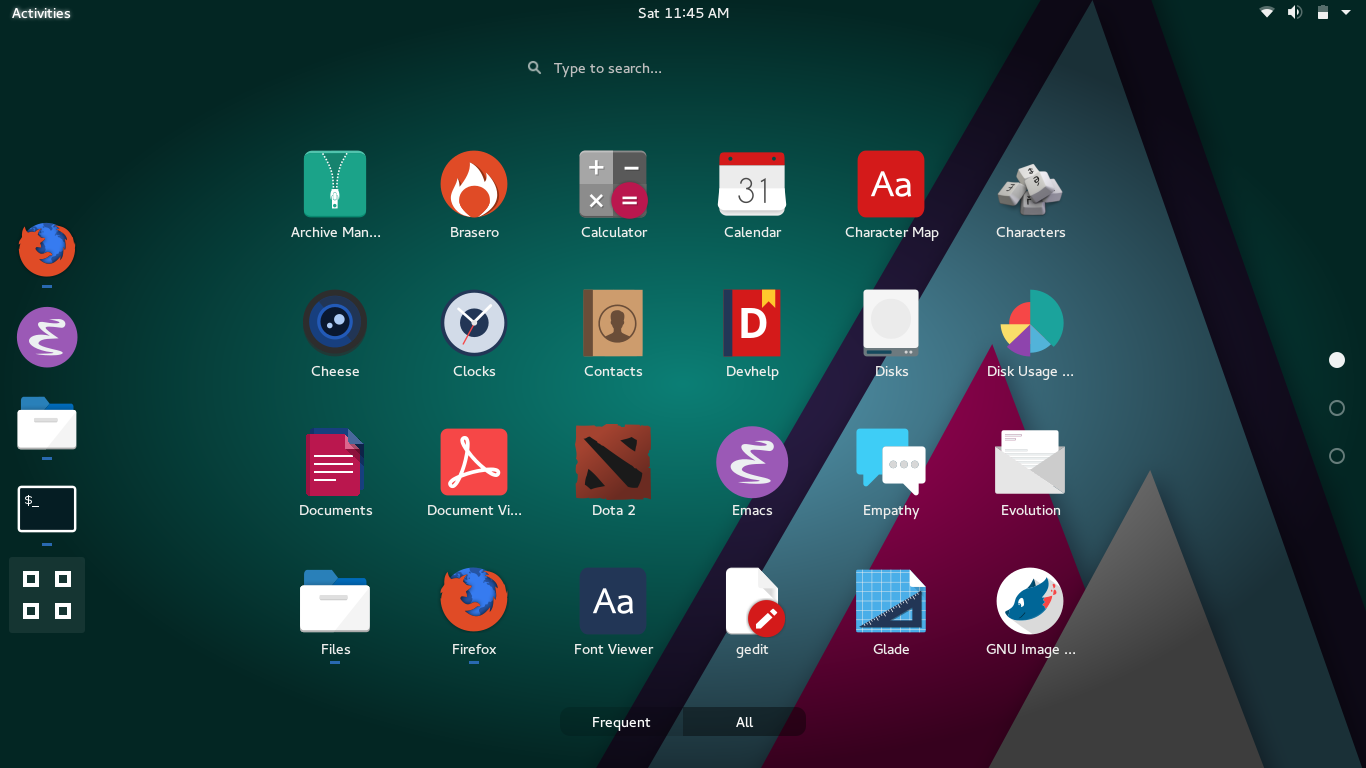 Activities
Sat 11:45 AM
Type to search...
31
Aa
Archive Man...
Brasero
Calculator
Calendar
Character Map
Characters
D
Cheese
Clocks
Contacts
Devhelp
Disks
Disk Usage ...
$_
Documents
Document Vi...
Dota 2
Emacs
Empathy
Evolution
Aa
Files
Firefox
Font Viewer
gedit
Glade
GNU Image ...
Frequent
All